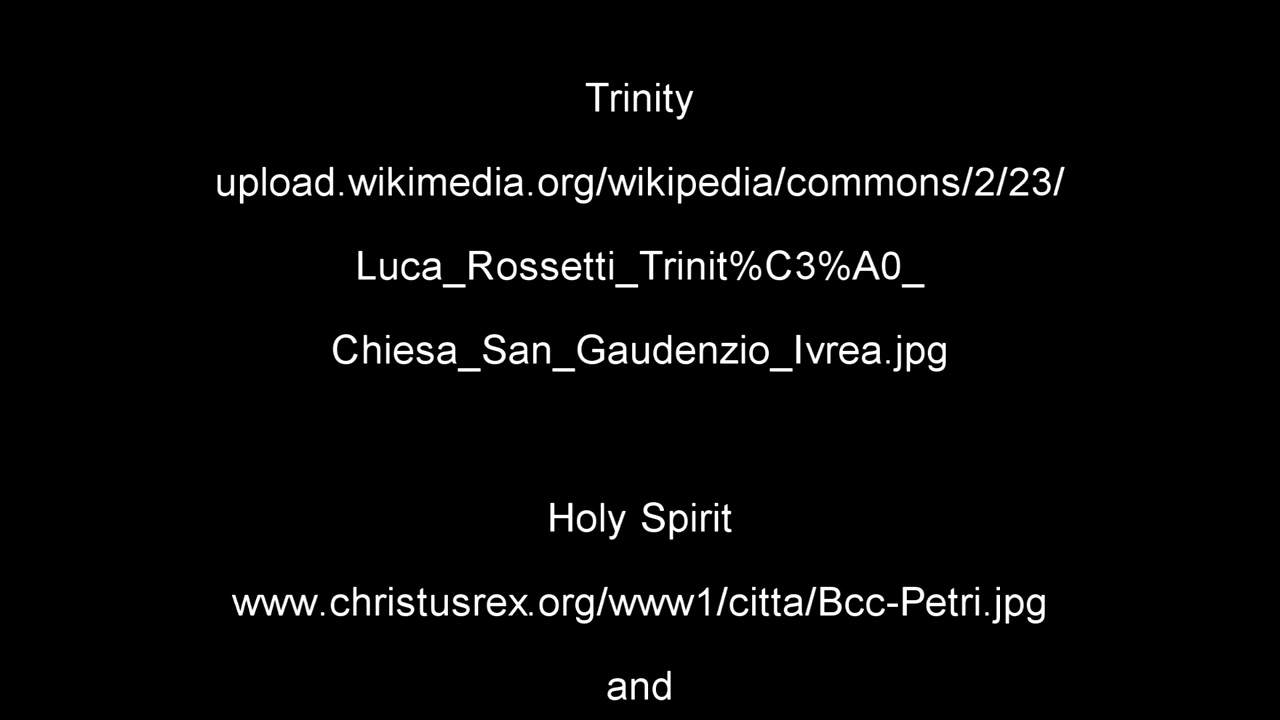 Trinity
upload.wikimedia.org/wikipedia/commons/2/23/
Luca_Rossetti_Trinit%C3%A0_
Chiesa_San_Gaudenzio_Ivrea.jpg
Holy Spirit
www.christusrex.org/www1/citta/Bcc-Petri.jpg
and